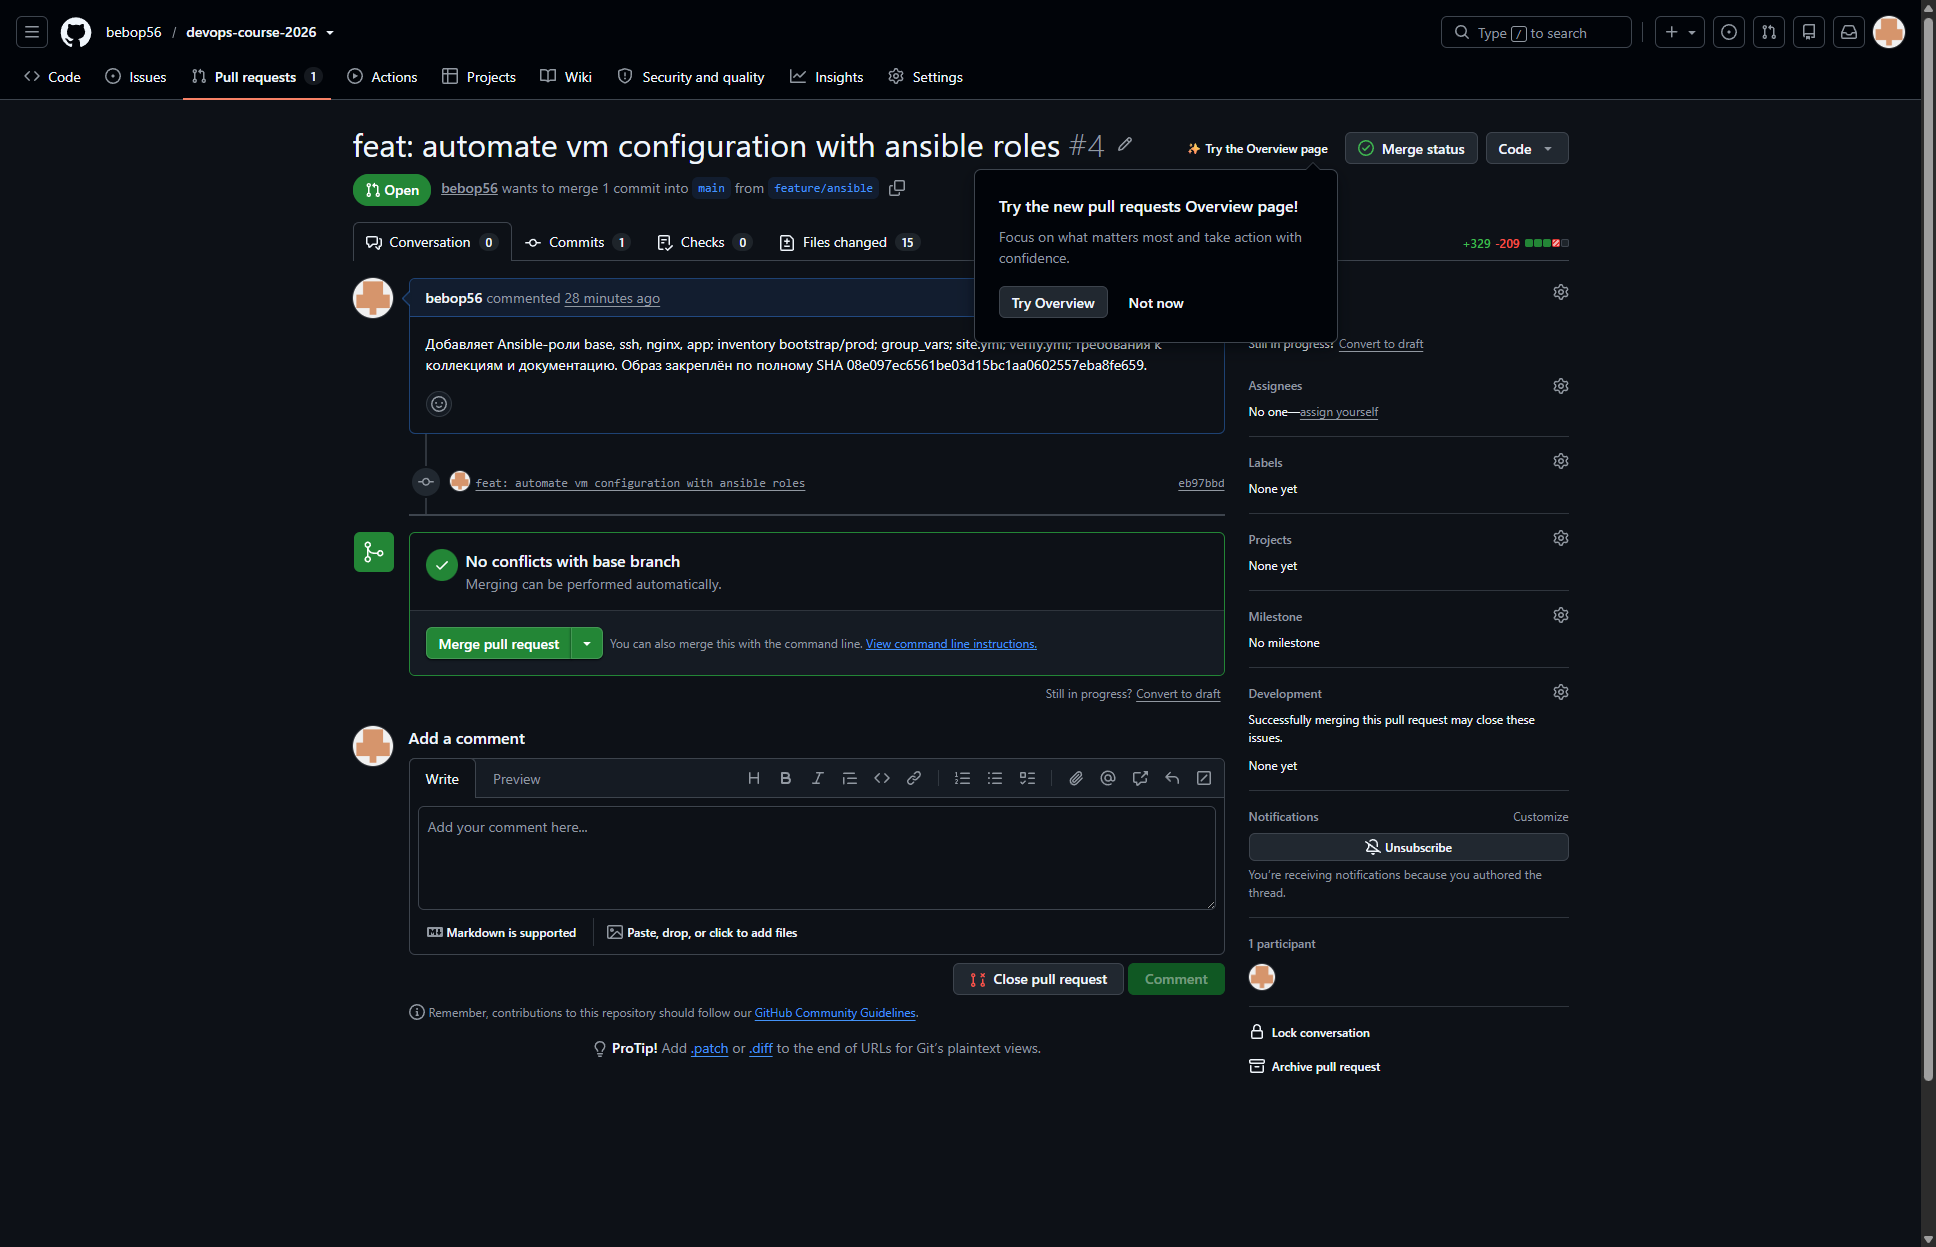 bebop56 / devops-course-2026
Type / to search
Code
Issues
Pull requests 1
Actions
Projects
Wiki
Security and quality
Insights
Settings
feat: automate vm configuration with ansible roles #4
Try the Overview page
Merge status
Code
Open
bebop56 wants to merge 1 commit into main from feature/ansible
Try the new pull requests Overview page!
Focus on what matters most and take action with
confidence.
Try Overview
Not now
Conversation 0
Commits 1
Checks 0
Files changed 15
+329 -209
bebop56 commented 28 minutes ago
Добавляет Ansible-роли base, ssh, nginx, app; inventory bootstrap/prod; group_vars; site.yml; verify.yml; требования к
коллекциям и документацию. Образ закреплён по полному SHA 08e097ec6561be03d15bc1aa0602557eba8fe659.
feat: automate vm configuration with ansible roles
eb97bbd
No conflicts with base branch
Merging can be performed automatically.
Merge pull request
You can also merge this with the command line. View command line instructions.
Still in progress? Convert to draft
Add a comment
Write
Preview
Add your comment here...
Markdown is supported
Paste, drop, or click to add files
Close pull request
Comment
Remember, contributions to this repository should follow our GitHub Community Guidelines.
ProTip! Add .patch or .diff to the end of URLs for Git's plaintext views.
Still in progress? Convert to draft
Assignees
No one—assign yourself
Labels
None yet
Projects
None yet
Milestone
No milestone
Development
Successfully merging this pull request may close these
issues.
None yet
Notifications
Customize
Unsubscribe
You're receiving notifications because you authored the
thread.
1 participant
Lock conversation
Archive pull request